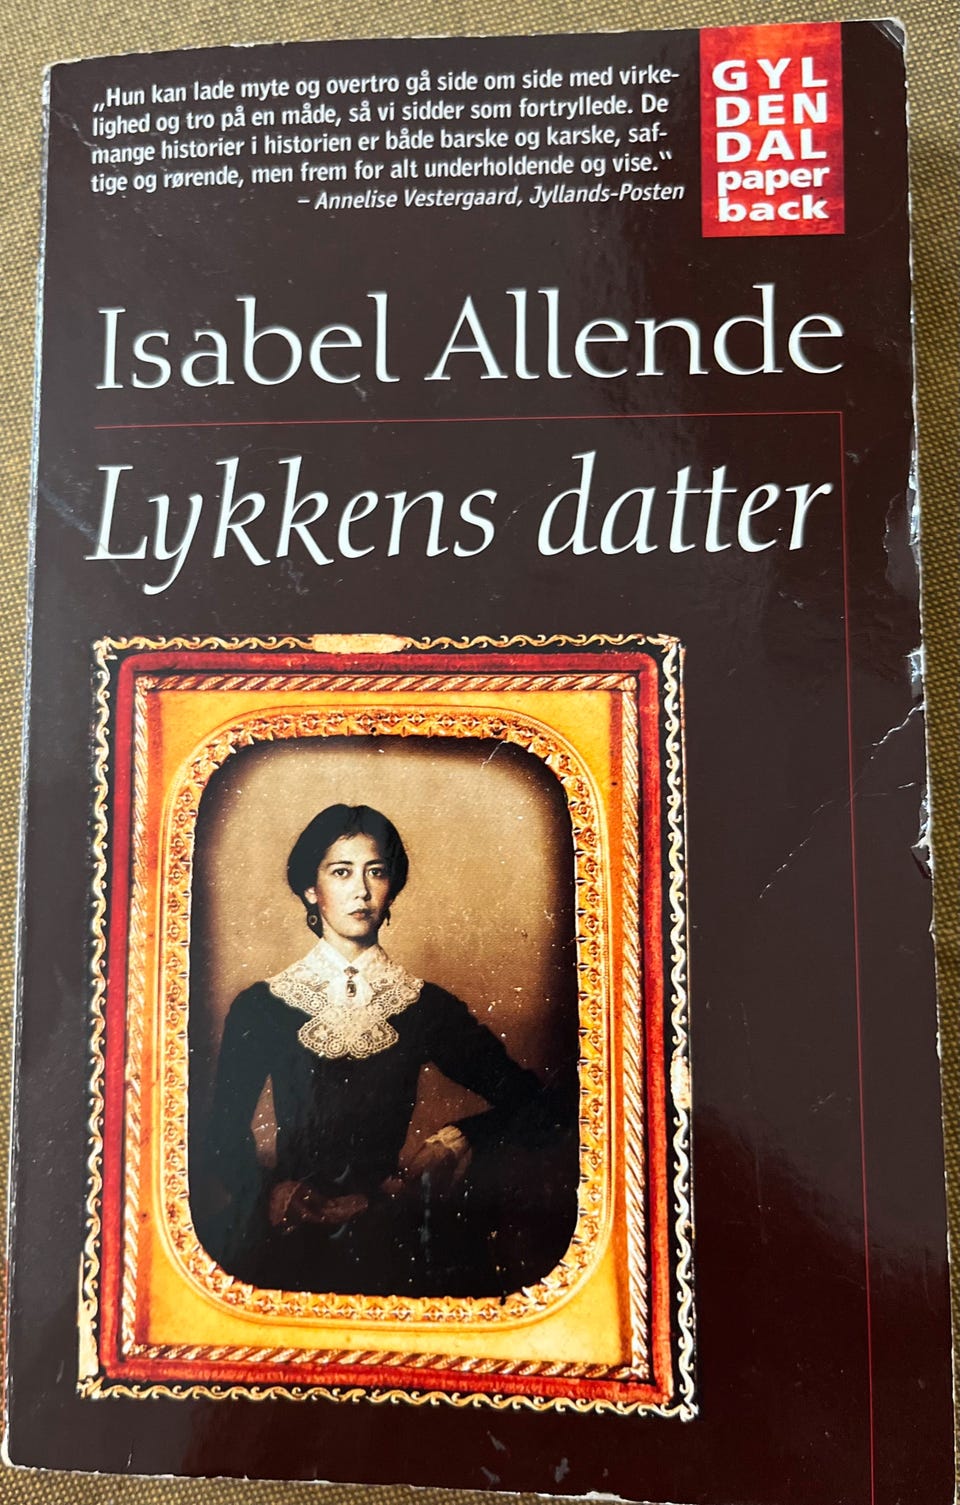 „Hun kan lade myte og overtro gå side om side med virke-
lighed og tro på en måde, så vi sidder som fortryllede. De
mange historier i historien er både barske og karske, saf-
tige og rørende, men frem for alt underholdende og vise.“
– Annelise Vestergaard, Jyllands-Posten
GYL
DEN
DAL
paper
back
Isabel Allende
Lykkens datter